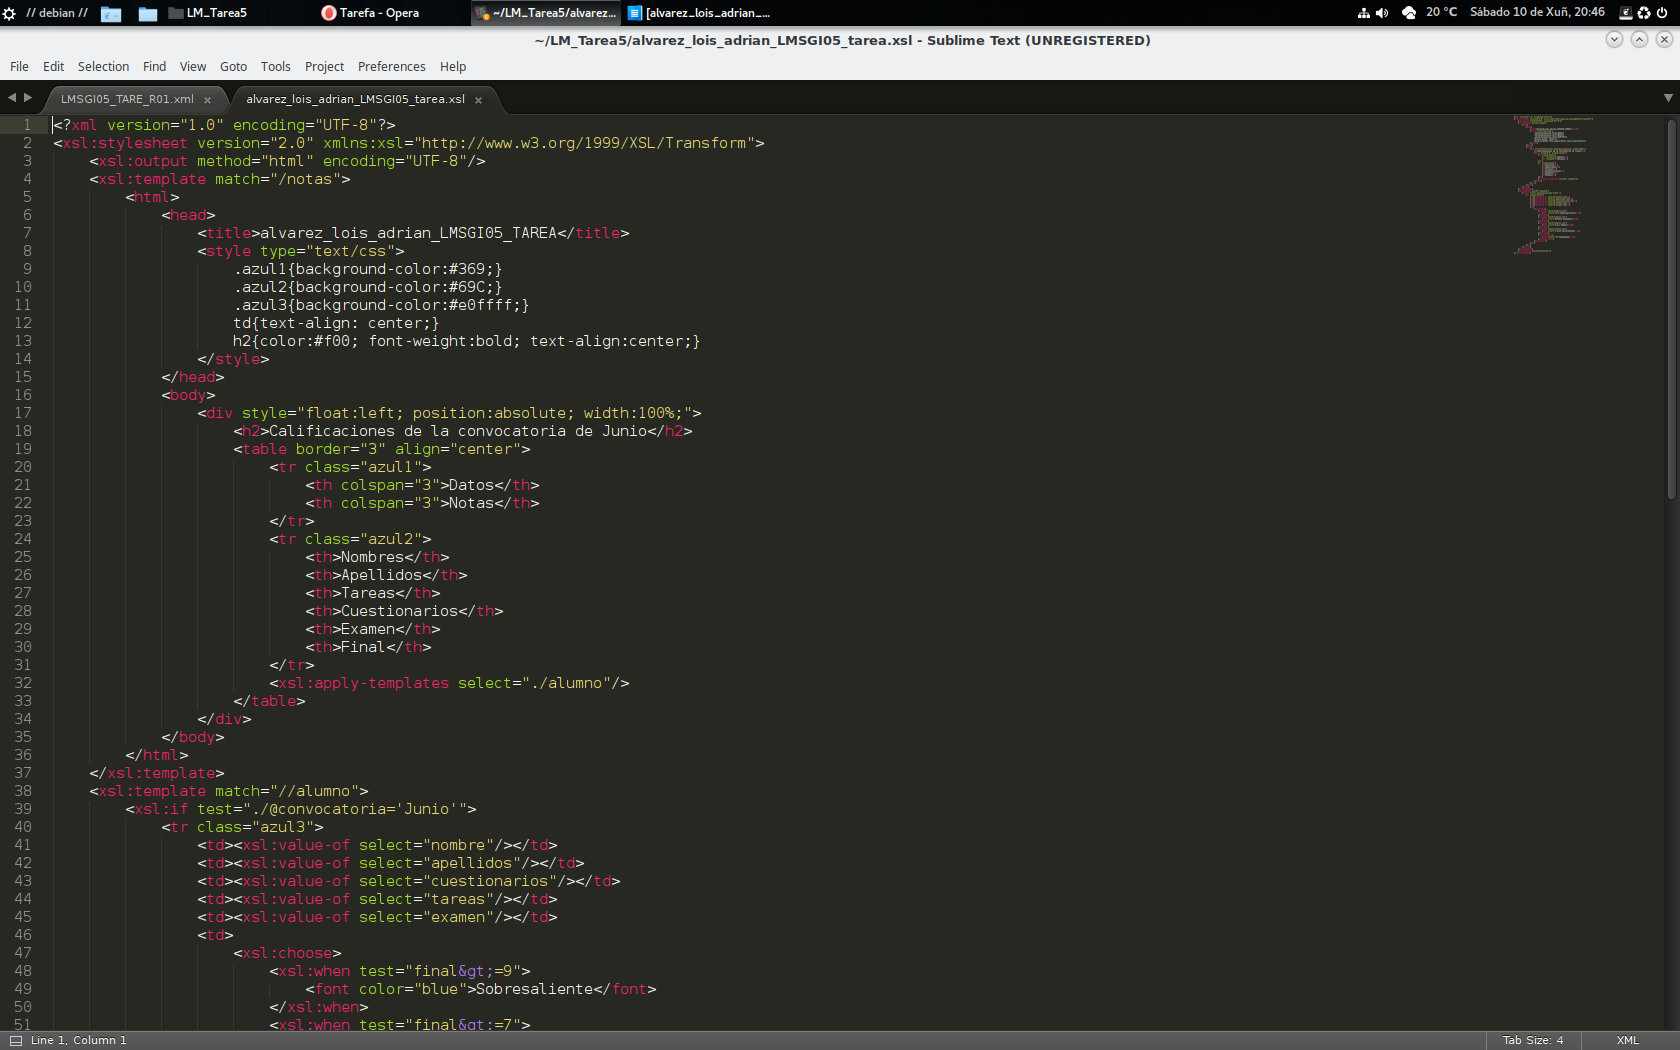 // debian //
LM_Tarea5
Tarefa - Opera
~/LM_Tarea5/alvarez...
[alvarez_lois_adrian_...
20 °C
Sábado 10 de Xuñ, 20:46
~/LM_Tarea5/alvarez_lois_adrian_LMSGI05_tarea.xsl - Sublime Text (UNREGISTERED)
File Edit Selection Find View Goto Tools Project Preferences Help
LMSGI05_TARE_R01.xml ×
alvarez_lois_adrian_LMSGI05_tarea.xsl ×
1 <?xml version="1.0" encoding="UTF-8"?>
2 <xsl:stylesheet version="2.0" xmlns:xsl="http://www.w3.org/1999/XSL/Transform">
3 <xsl:output method="html" encoding="UTF-8"/>
4 <xsl:template match="/notas">
5 <html>
6 <head>
7 <title>alvarez_lois_adrian_LMSGI05_TAREA</title>
8 <style type="text/css">
9 .azul1{background-color:#369;}
10 .azul2{background-color:#69C;}
11 .azul3{background-color:#e0ffff;}
12 td{text-align: center;}
13 h2{color:#f00; font-weight:bold; text-align:center;}
14 </style>
15 </head>
16 <body>
17 <div style="float:left; position:absolute; width:100%;">
18 <h2>Calificaciones de la convocatoria de Junio</h2>
19 <table border="3" align="center">
20 <tr class="azul1">
21 <th colspan="3">Datos</th>
22 <th colspan="3">Notas</th>
23 </tr>
24 <tr class="azul2">
25 <th>Nombres</th>
26 <th>Apellidos</th>
27 <th>Tareas</th>
28 <th>Cuestionarios</th>
29 <th>Examen</th>
30 <th>Final</th>
31 </tr>
32 <xsl:apply-templates select="./alumno"/>
33 </table>
34 </div>
35 </body>
36 </html>
37 </xsl:template>
38 <xsl:template match="//alumno">
39 <xsl:if test="./@convocatoria='Junio'">
40 <tr class="azul3">
41 <td><xsl:value-of select="nombre"/></td>
42 <td><xsl:value-of select="apellidos"/></td>
43 <td><xsl:value-of select="cuestionarios"/></td>
44 <td><xsl:value-of select="tareas"/></td>
45 <td><xsl:value-of select="examen"/></td>
46 <td>
47 <xsl:choose>
48 <xsl:when test="final&gt;=9">
49 <font color="blue">Sobresaliente</font>
50 </xsl:when>
51 <xsl:when test="final&gt;=7">
Line 1, Column 1
Tab Size: 4
XML